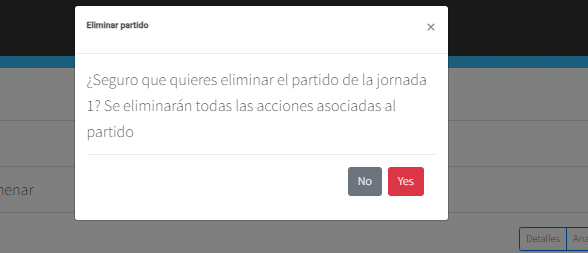 Eliminar partido
×
¿Seguro que quieres eliminar el partido de la jornada
1? Se eliminarán todas las acciones asociadas al
partido
No Yes
Detalles